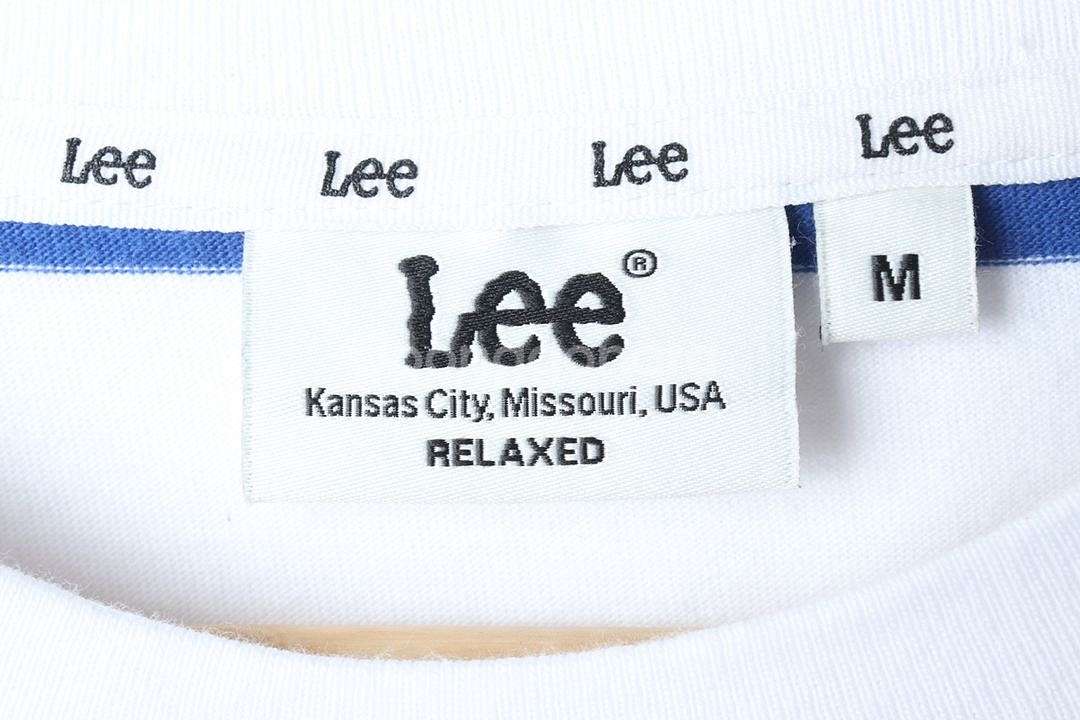 Lee Lee Lee Lee
Lee®
M
Kansas City, Missouri, USA
RELAXED